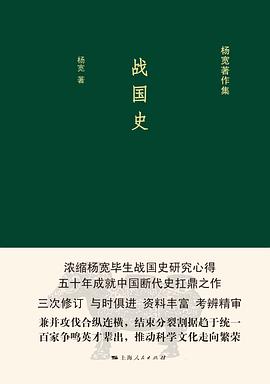 杨宽著作集
战国史
杨宽 著
浓缩杨宽毕生战国史研究心得
五十年成就中国断代史扛鼎之作
三次修订 与时俱进 资料丰富 考辨精审
兼并攻伐合纵连横，结束分裂割据趋于统一
百家争鸣英才辈出，推动科学文化走向繁荣
上海人民出版社